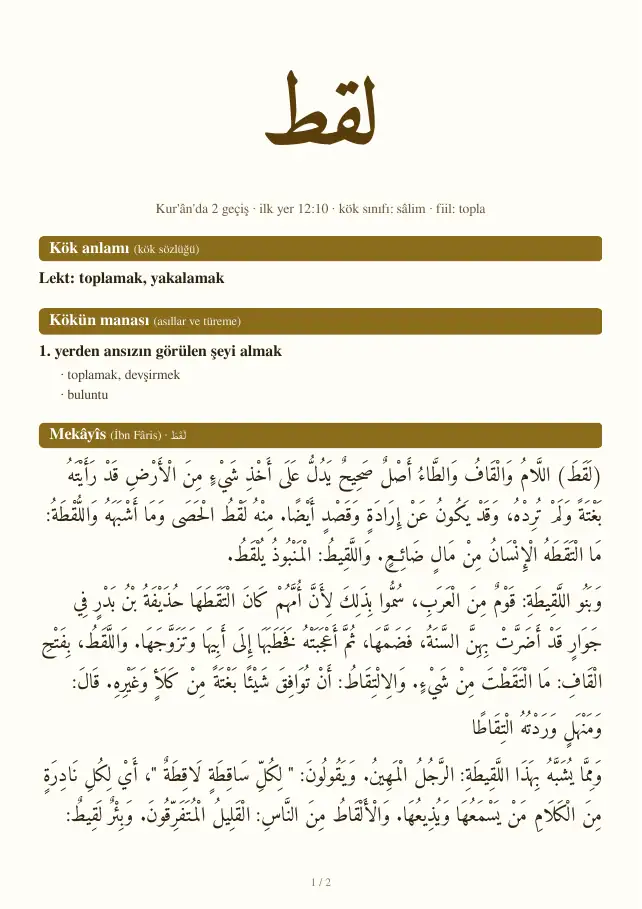 لقط
Kur'ân'da 2 geçiş · ilk yer 12:10 · kök sınıfı: sâlim · fiil: topla
Kök anlamı (kök sözlüğü)
Lekt: toplamak, yakalamak
Kökün manası (asıllar ve türeme)
1. yerden ansızın görülen şeyi almak
· toplamak, devşirmek
· buluntu
Mekâyîs (İbn Fâris) · لَقَطَ
(لَقَطَ) اللَّامُ وَالْقَافُ وَالطَّاءُ أَصْلٌ صَحِيحٌ يَدُلُّ عَلَى أَخْذِ شَيْءٍ مِنَ الْأَرْضِ قَدْ رَأَيْتَهُ
بَغْتَةً وَلَمْ تُرِدْهُ، وَقَدْ يَكُونُ عَنْ إِرَادَةٍ وَقَصْدٍ أَيْضًا. مِنْهُ لَقْطُ الْحَصَى وَمَا أَشْبَهَهُ وَاللُّقْطَةُ:
مَا الْتَقَطَهُ الْإِنْسَانُ مِنْ مَالٍ ضَائِعٍ. وَاللَّقِيطُ: الْمَنْبُوذُ يُلْقَطُ.
وَبَنُو اللَّقِيطَةِ: قَوْمٌ مِنَ الْعَرَبِ، سُمُّوا بِذَلِكَ لِأَنَّ أُمَّهُمْ كَانَ الْتَقَطَهَا حُذَيْفَةُ بْنُ بَدْرٍ فِي
جَوَارٍ قَدْ أَضَرَّتْ بِهِنَّ السَّنَةُ، فَضَمَّهَا، ثُمَّ أَعْجَبَتْهُ فَخَطَبَهَا إِلَى أَبِيهَا وَتَزَوَّجَهَا. وَاللَّقَطُ، بِفَتْحِ
الْقَافِ: مَا الْتَقَطْتَ مِنْ شَيْءٍ. وَالِالْتِقَاطُ: أَنْ تُوَافِقَ شَيْئًا بَغْتَةً مِنْ كَلَأٍ وَغَيْرِهِ. قَالَ:
وَمَنْهَلٍ وَرَدْتُهُ الْتِقَاطًا
وَمِمَّا يُشَبَّهُ بِهَذَا اللَّقِيطَةِ: الرَّجُلُ الْمَهِينُ. وَيَقُولُونَ: " لِكُلِّ سَاقِطَةٍ لَاقِطَةٌ "، أَيْ لِكُلِّ نَادِرَةٍ
مِنَ الْكَلَامِ مَنْ يَسْمَعُهَا وَيُذِيعُهَا. وَالْأَلْقَاطُ مِنَ النَّاسِ: الْقَلِيلُ الْمُتَفَرِّقُونَ. وَبِئْرٌ لَقِيطٌ:
1 / 2